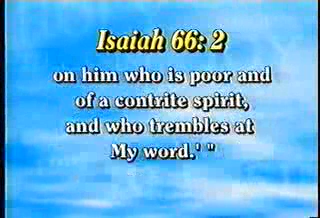 Isaiah 66: 2
on him who is poor and
of a contrite spirit,
and who trembles at
My word.' "